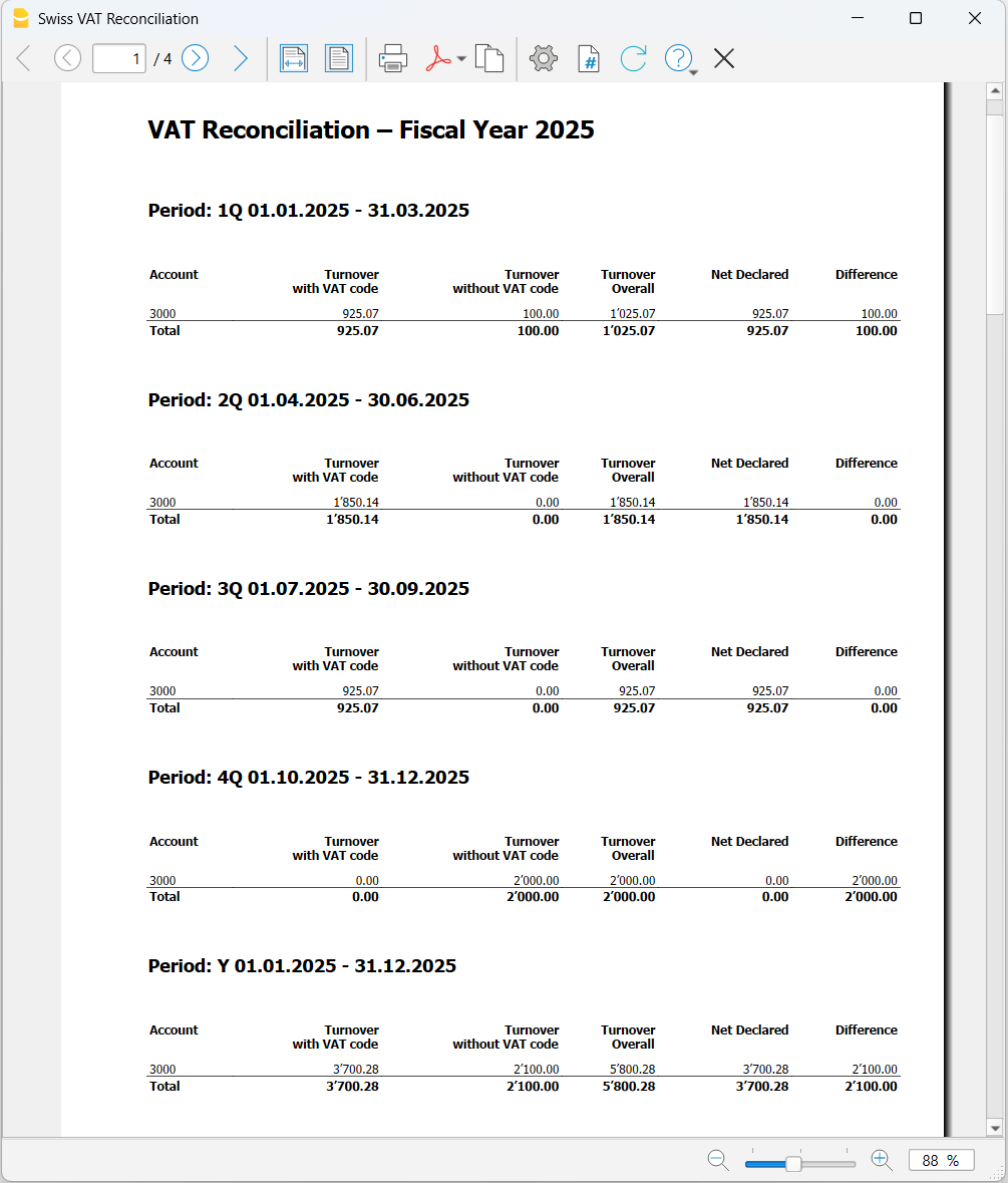 Swiss VAT Reconciliation
1 / 4
VAT Reconciliation – Fiscal Year 2025
Period: 1Q 01.01.2025 - 31.03.2025
Account Turnover Turnover Turnover Net Declared Difference
with VAT code without VAT code Overall
3000 925.07 100.00 1’025.07 925.07 100.00
Total 925.07 100.00 1’025.07 925.07 100.00
Period: 2Q 01.04.2025 - 30.06.2025
Account Turnover Turnover Turnover Net Declared Difference
with VAT code without VAT code Overall
3000 1’850.14 0.00 1’850.14 1’850.14 0.00
Total 1’850.14 0.00 1’850.14 1’850.14 0.00
Period: 3Q 01.07.2025 - 30.09.2025
Account Turnover Turnover Turnover Net Declared Difference
with VAT code without VAT code Overall
3000 925.07 0.00 925.07 925.07 0.00
Total 925.07 0.00 925.07 925.07 0.00
Period: 4Q 01.10.2025 - 31.12.2025
Account Turnover Turnover Turnover Net Declared Difference
with VAT code without VAT code Overall
3000 0.00 2’000.00 2’000.00 0.00 2’000.00
Total 0.00 2’000.00 2’000.00 0.00 2’000.00
Period: Y 01.01.2025 - 31.12.2025
Account Turnover Turnover Turnover Net Declared Difference
with VAT code without VAT code Overall
3000 3’700.28 2’100.00 5’800.28 3’700.28 2’100.00
Total 3’700.28 2’100.00 5’800.28 3’700.28 2’100.00
88 %